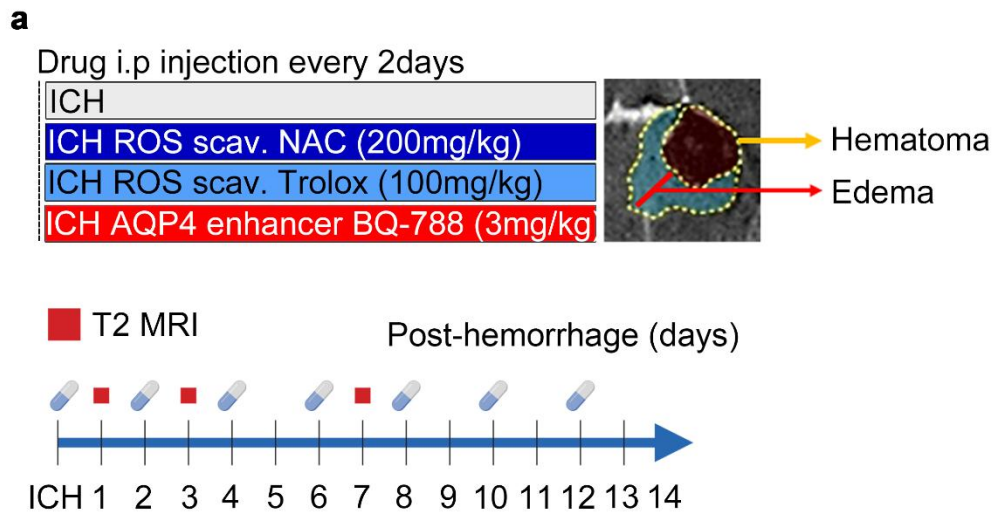 a
Drug i.p injection every 2days
ICH
ICH ROS scav. NAC (200mg/kg)
ICH ROS scav. Trolox (100mg/kg)
ICH AQP4 enhancer BQ-788 (3mg/kg)
Hematoma
Edema
T2 MRI
Post-hemorrhage (days)
ICH 1 2 3 4 5 6 7 8 9 10 11 12 13 14